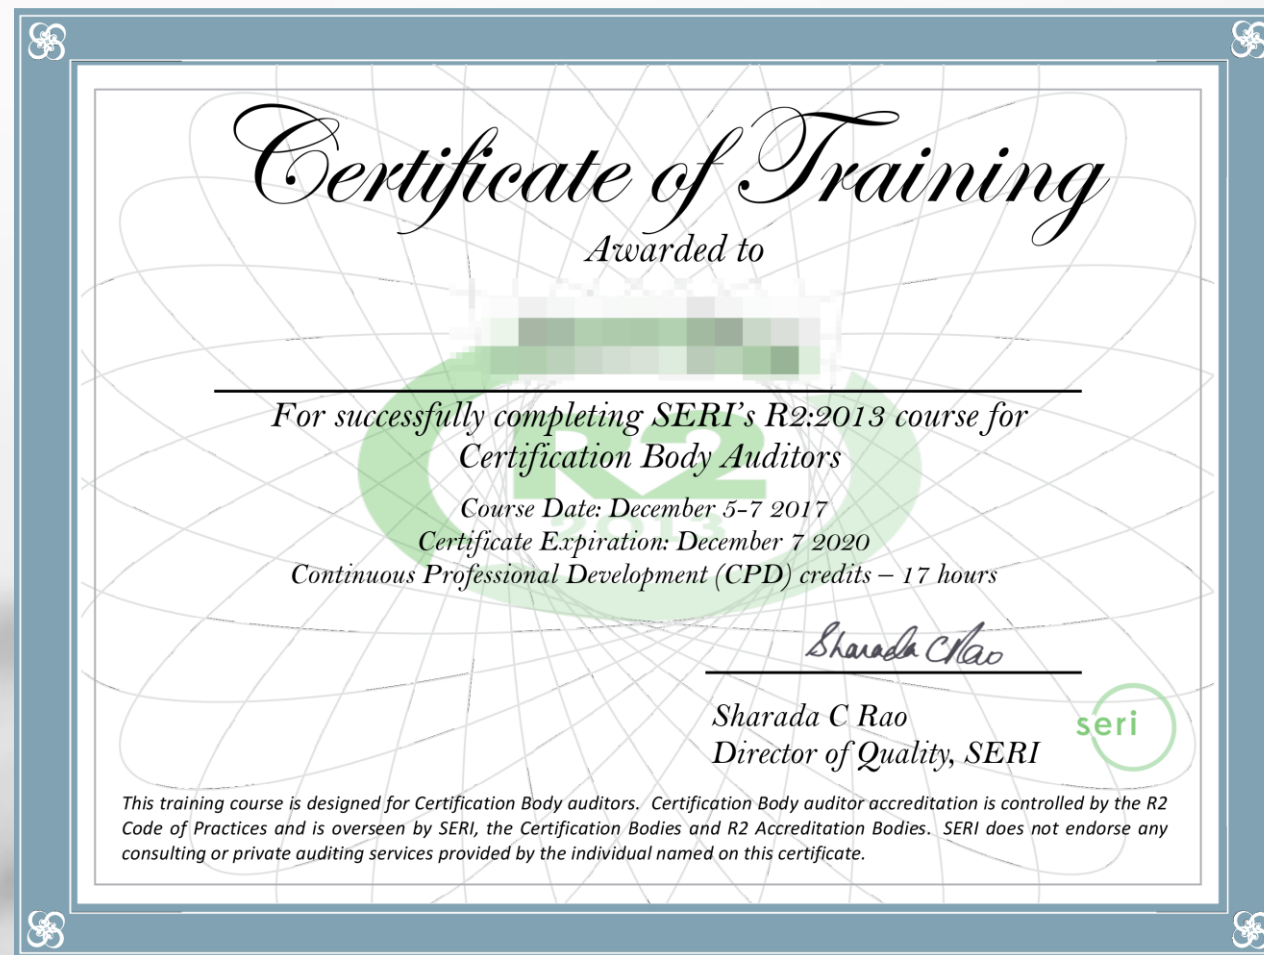 Certificate of Training
Awarded to
For successfully completing SERI's R2:2013 course for
Certification Body Auditors
R2
2013
Course Date: December 5-7 2017
Certificate Expiration: December 7 2020
Continuous Professional Development (CPD) credits – 17 hours
Sharada C Rao
Sharada C Rao
Director of Quality, SERI
seri
This training course is designed for Certification Body auditors. Certification Body auditor accreditation is controlled by the R2
Code of Practices and is overseen by SERI, the Certification Bodies and R2 Accreditation Bodies. SERI does not endorse any
consulting or private auditing services provided by the individual named on this certificate.